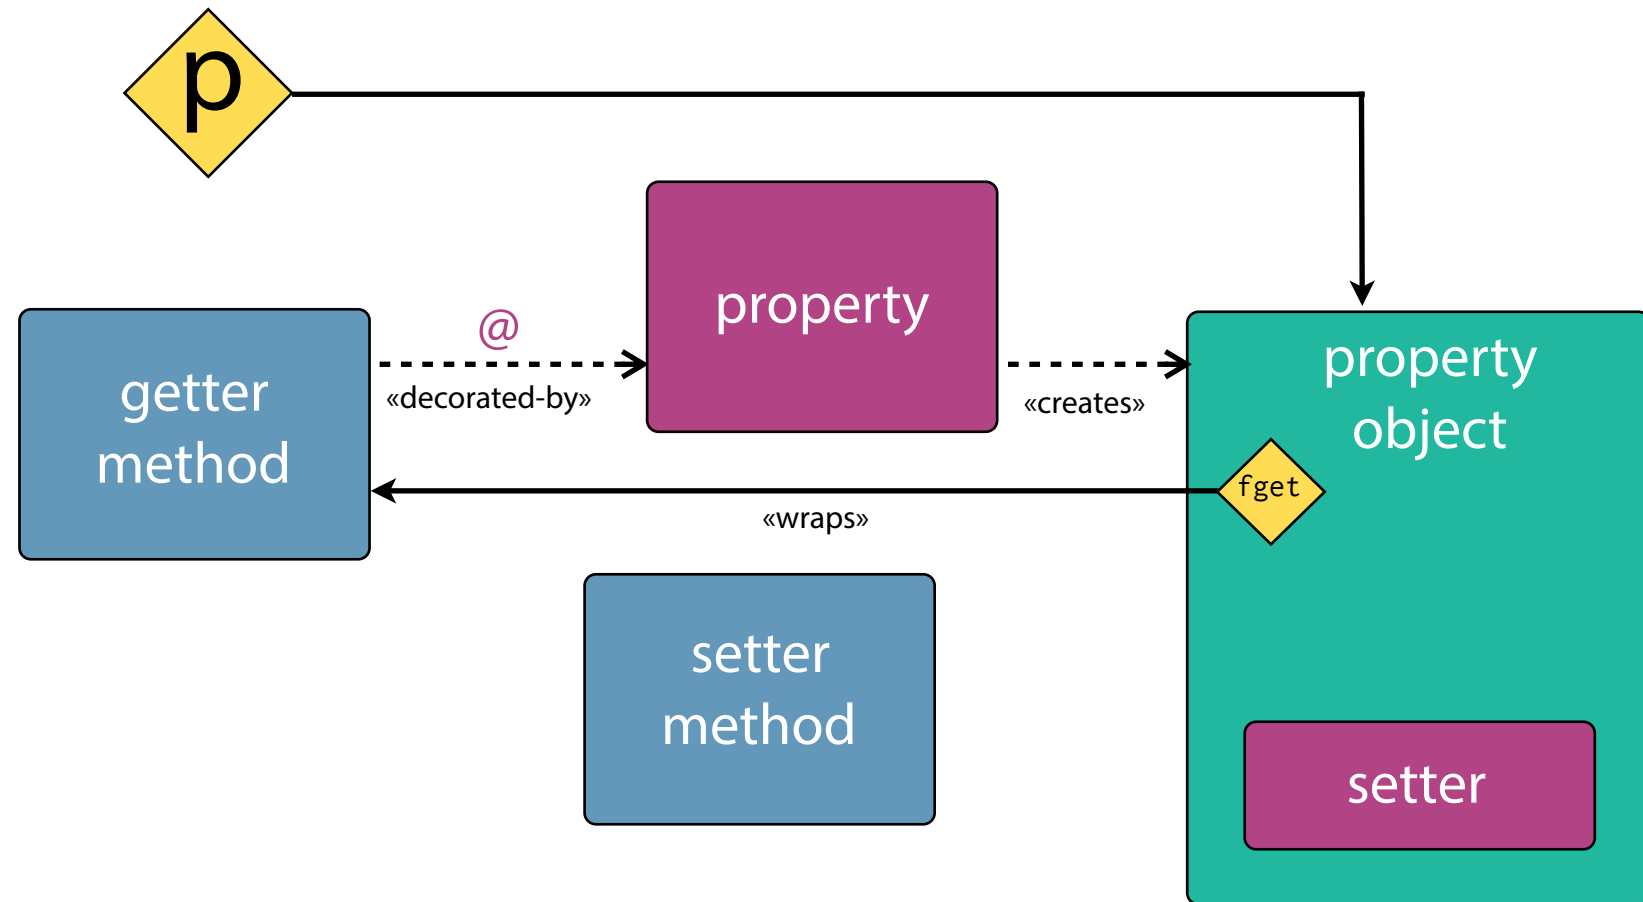 p
property
@
«decorated-by»
getter
method
«creates»
property
object
fget
«wraps»
setter
method
setter